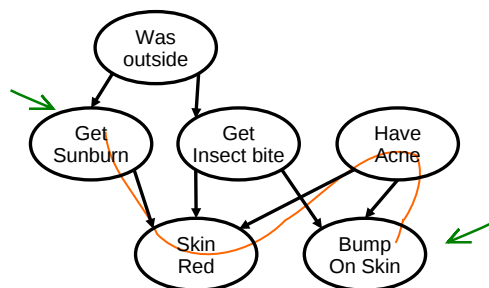 Was
outside
Get
Sunburn
Get
Insect bite
Have
Acne
Skin
Red
Bump
On Skin